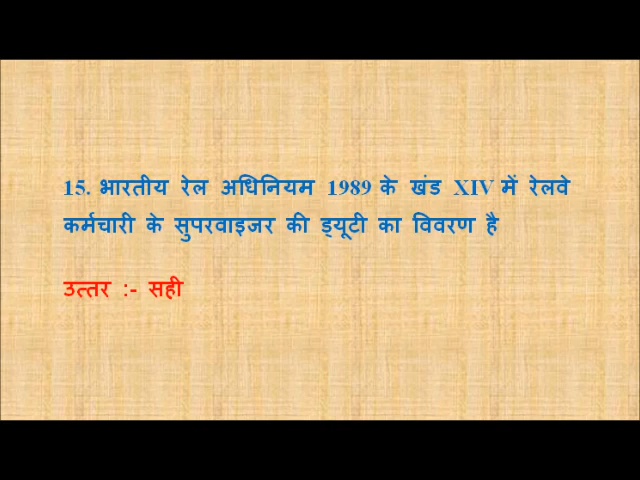 15. भारतीय रेल अधिनियम 1989 के खंड XIV में रेलवे
कर्मचारी के सुपरवाइजर की ड्यूटी का विवरण है
उत्तर :- सही